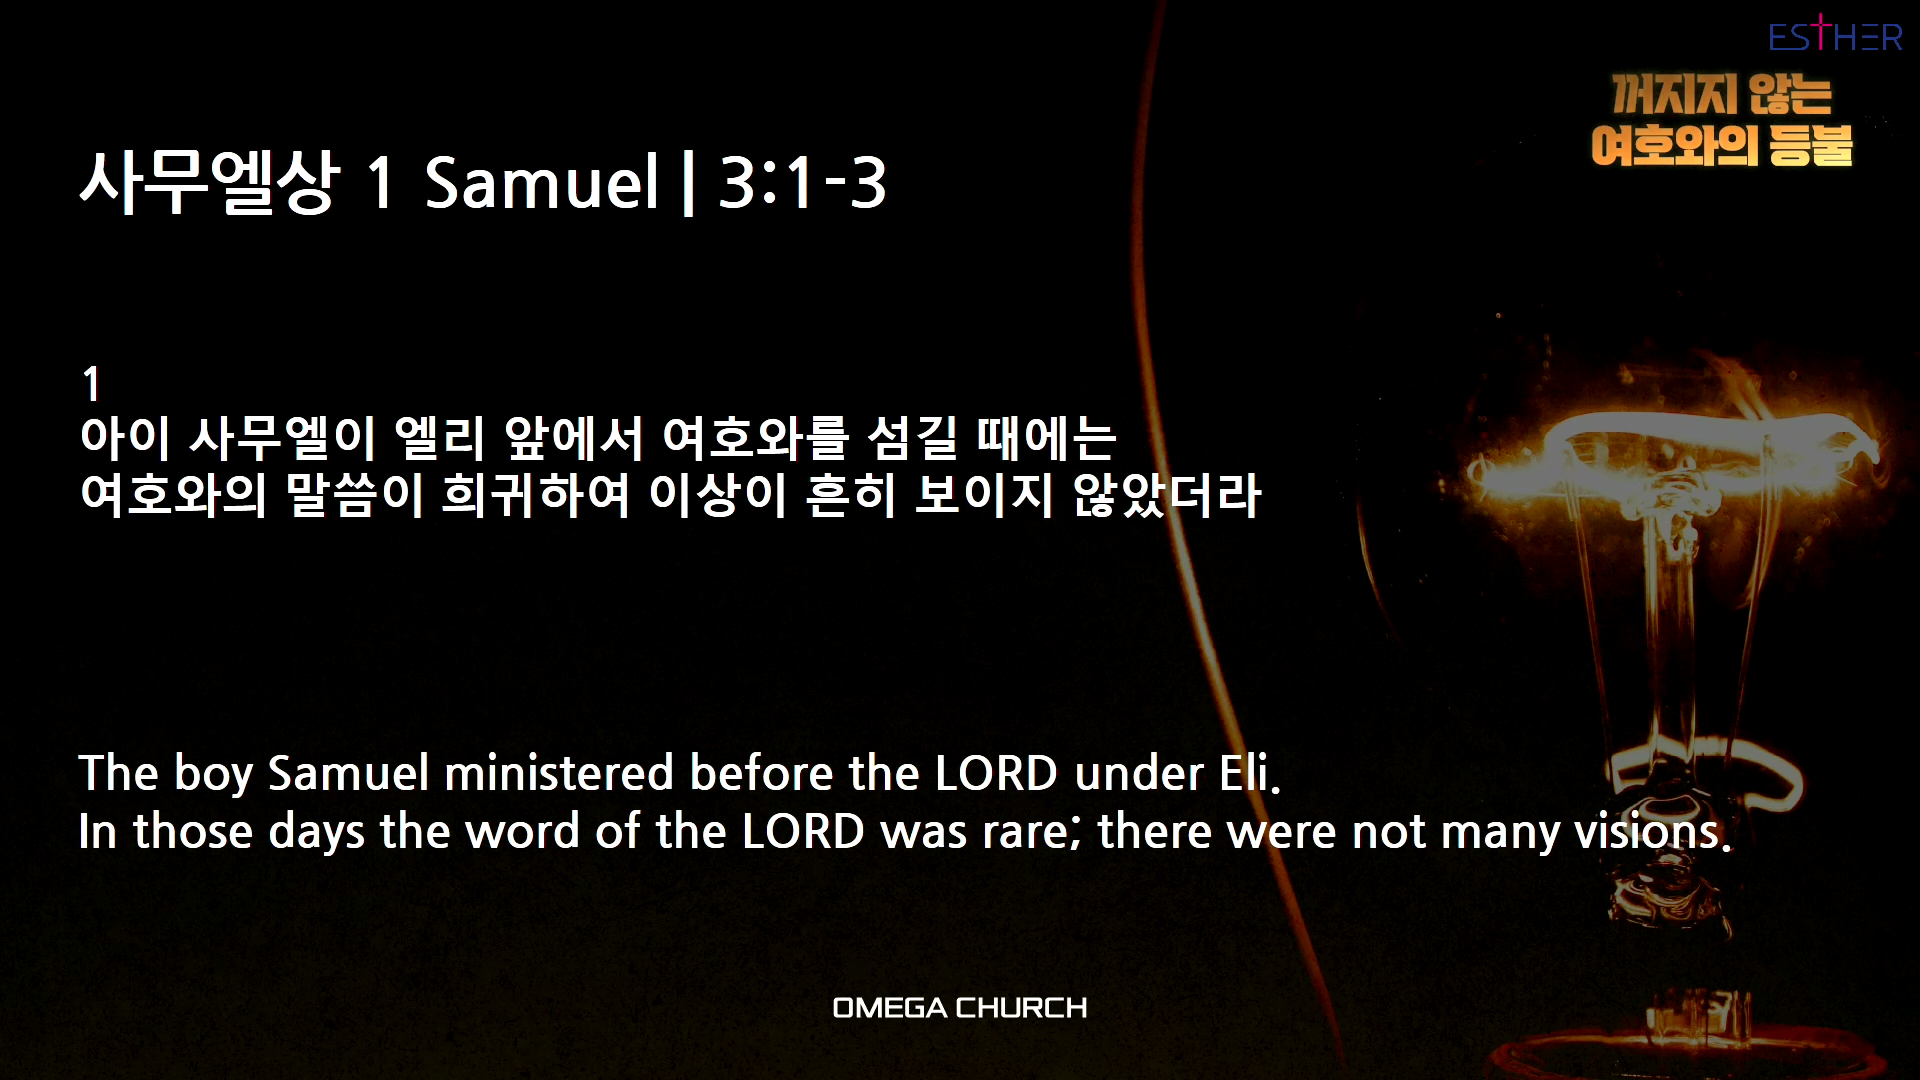 ESTHER
꺼지지 않는
여호와의 등불
사무엘상 1 Samuel | 3:1-3
1
아이 사무엘이 엘리 앞에서 여호와를 섬길 때에는
여호와의 말씀이 희귀하여 이상이 흔히 보이지 않았더라
The boy Samuel ministered before the LORD under Eli.
In those days the word of the LORD was rare; there were not many visions.
OMEGA CHURCH